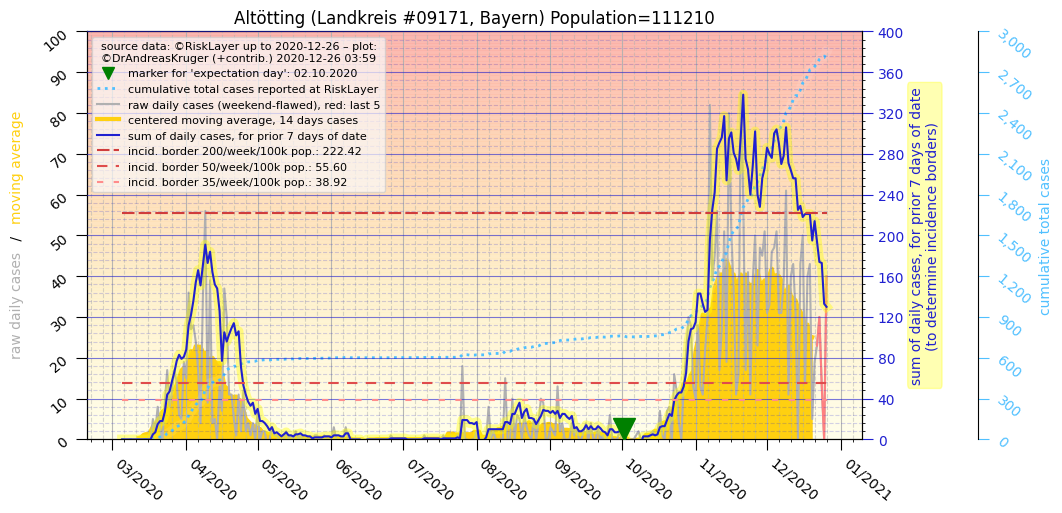 Altötting (Landkreis #09171, Bayern) Population=111210
source data: ©RiskLayer up to 2020-12-26 – plot:
©DrAndreasKruger (+contrib.) 2020-12-26 03:59
marker for 'expectation day': 02.10.2020
cumulative total cases reported at RiskLayer
raw daily cases (weekend-flawed), red: last 5
centered moving average, 14 days cases
sum of daily cases, for prior 7 days of date
incid. border 200/week/100k pop.: 222.42
incid. border 50/week/100k pop.: 55.60
incid. border 35/week/100k pop.: 38.92
raw daily cases / moving average
100
90
80
70
60
50
40
30
20
10
0
03/2020
04/2020
05/2020
06/2020
07/2020
08/2020
09/2020
10/2020
11/2020
12/2020
01/2021
400
360
320
280
240
200
160
120
80
40
0
sum of daily cases, for prior 7 days of date
(to determine incidence borders)
3,000
2,700
2,400
2,100
1,800
1,500
1,200
900
600
300
0
cumulative total cases